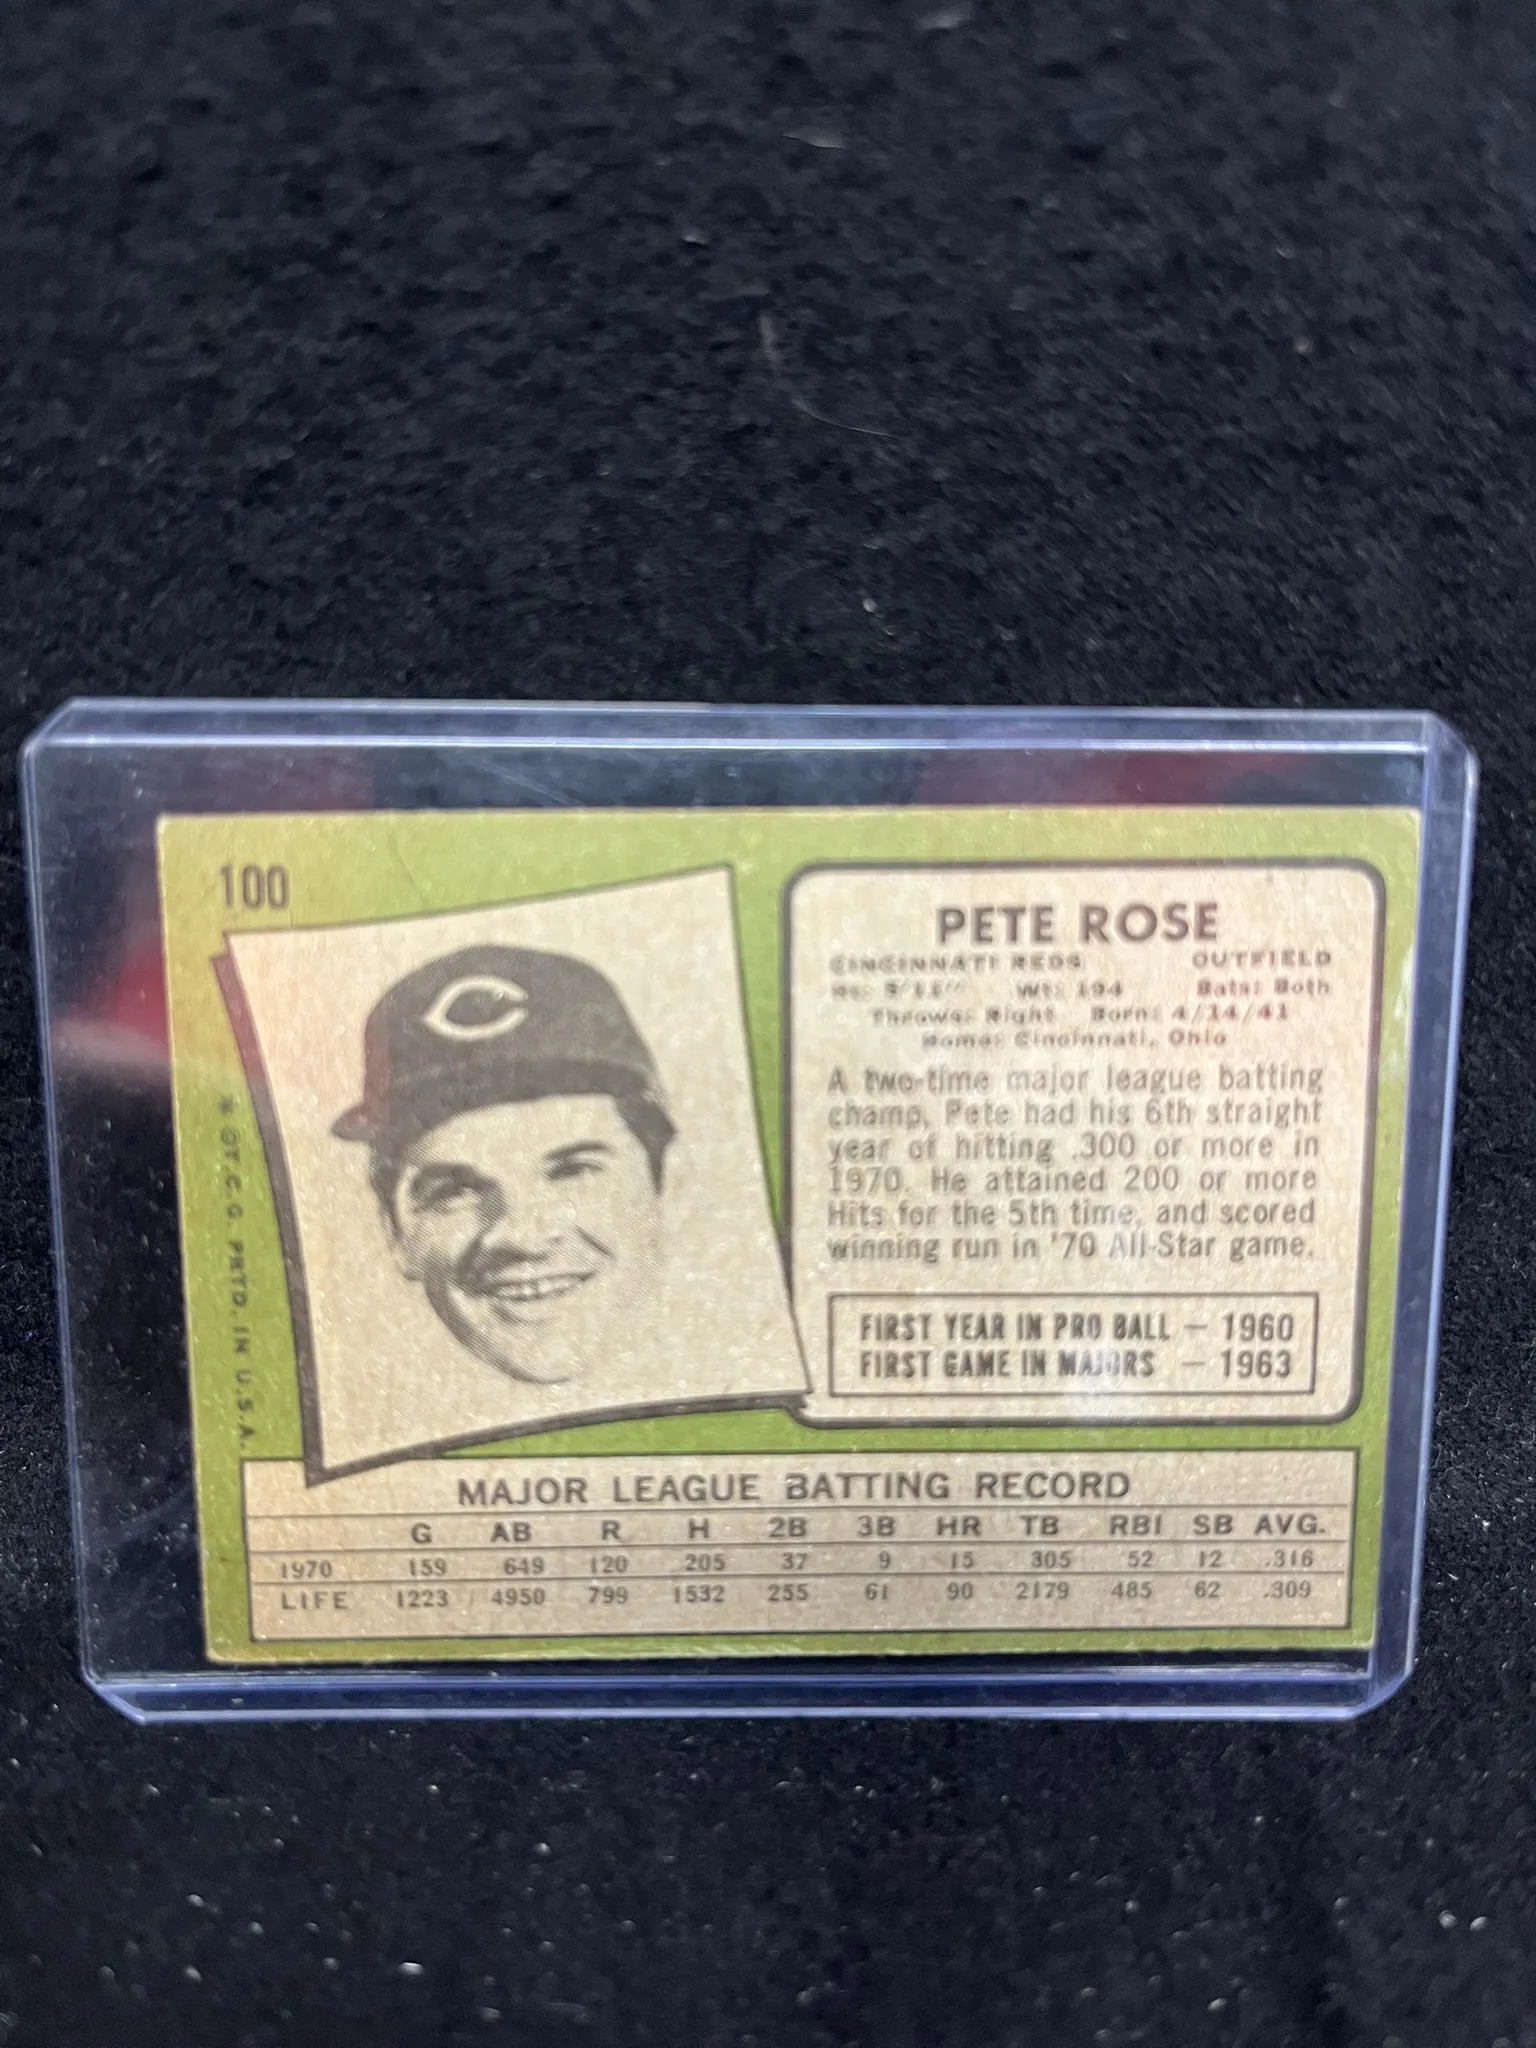 100
PETE ROSE
CINCINNATI REDS OUTFIELD
Ht: 5'11" Wt: 194 Bats: Both
Throws: Right Born: 4/14/41
Home: Cincinnati, Ohio
A two-time major league batting
champ, Pete had his 6th straight
year of hitting .300 or more in
1970. He attained 200 or more
Hits for the 5th time, and scored
winning run in '70 All-Star game.
FIRST YEAR IN PRO BALL — 1960
FIRST GAME IN MAJORS — 1963
* © T.C.G. PRTD. IN U.S.A.
MAJOR LEAGUE BATTING RECORD
G AB R H 2B 3B HR TB RBI SB AVG.
1970 159 649 120 205 37 9 15 305 52 12 .316
LIFE 1223 4950 799 1532 255 61 90 2179 485 62 .309
C